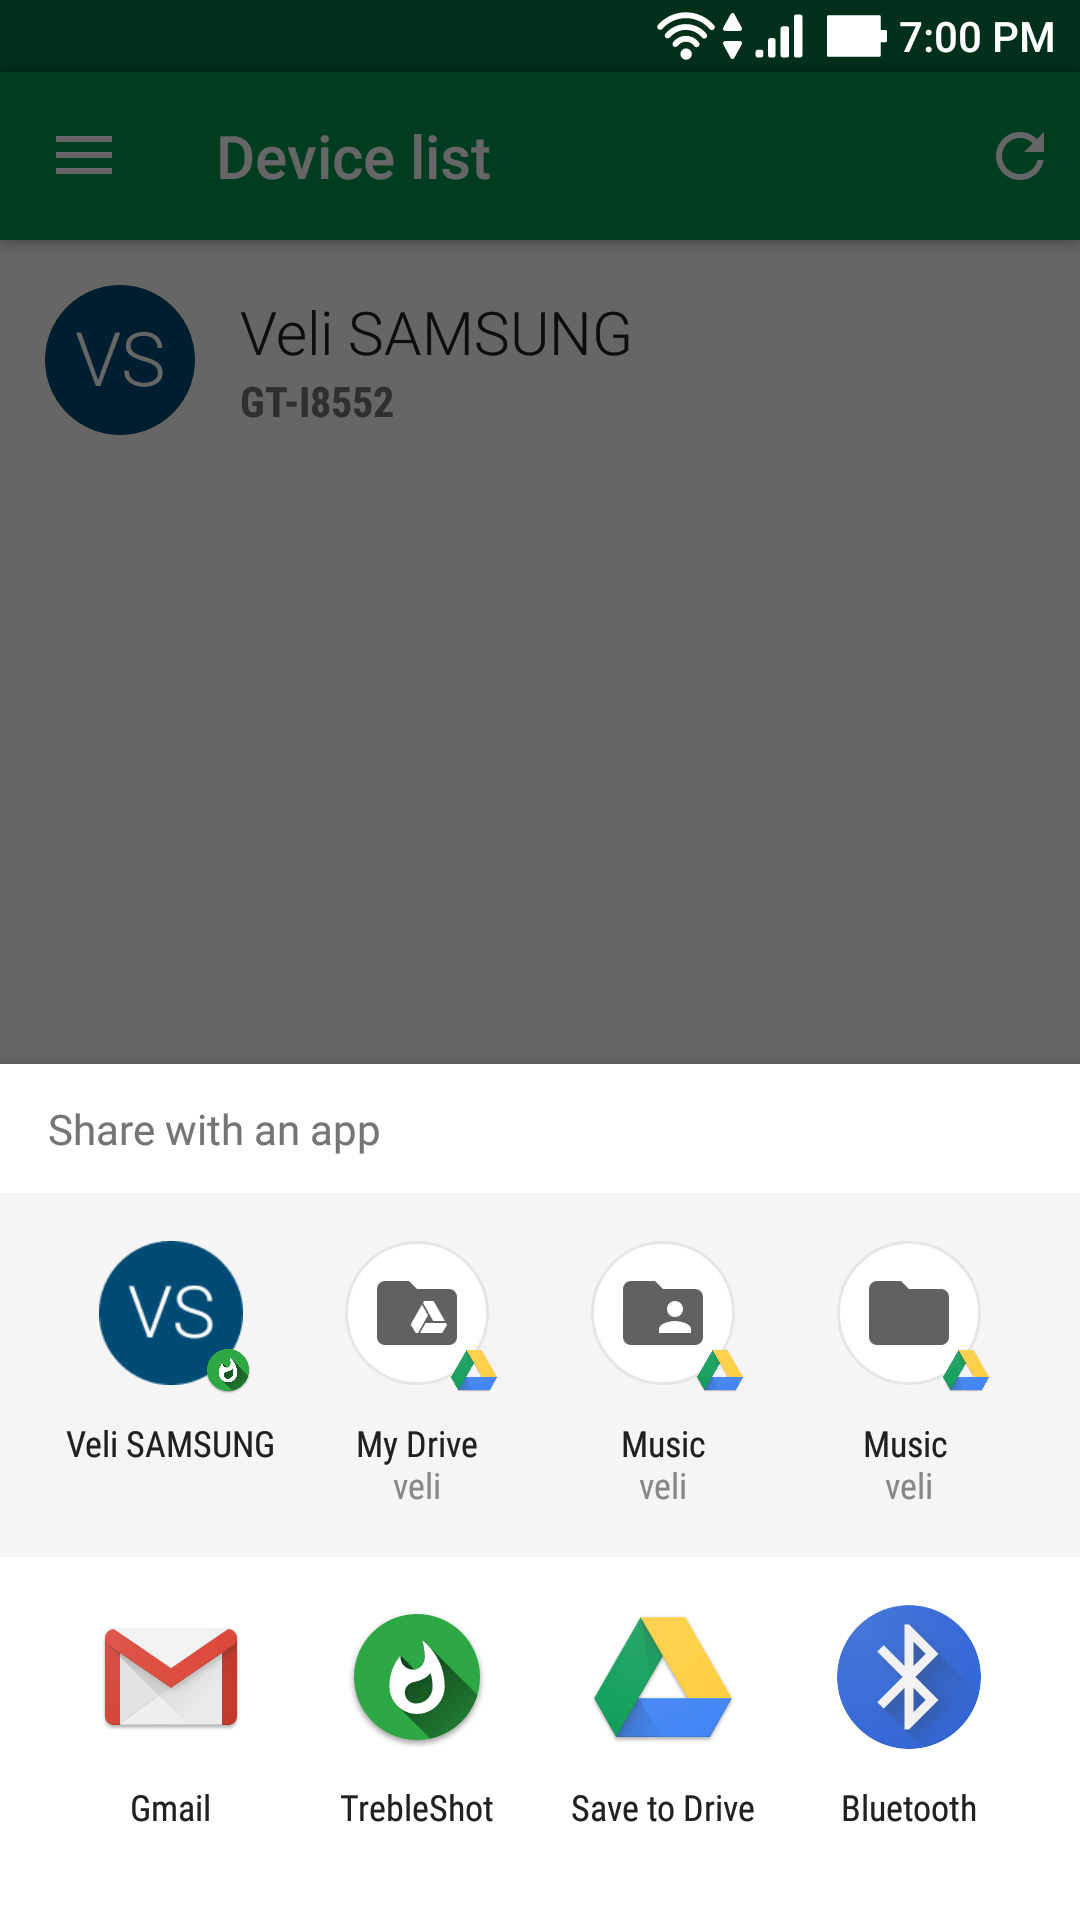 7:00 PM
Device list
VS
Veli SAMSUNG
GT-I8552
Share with an app
VS
Veli SAMSUNG
My Drive
veli
Music
veli
Music
veli
Gmail
TrebleShot
Save to Drive
Bluetooth